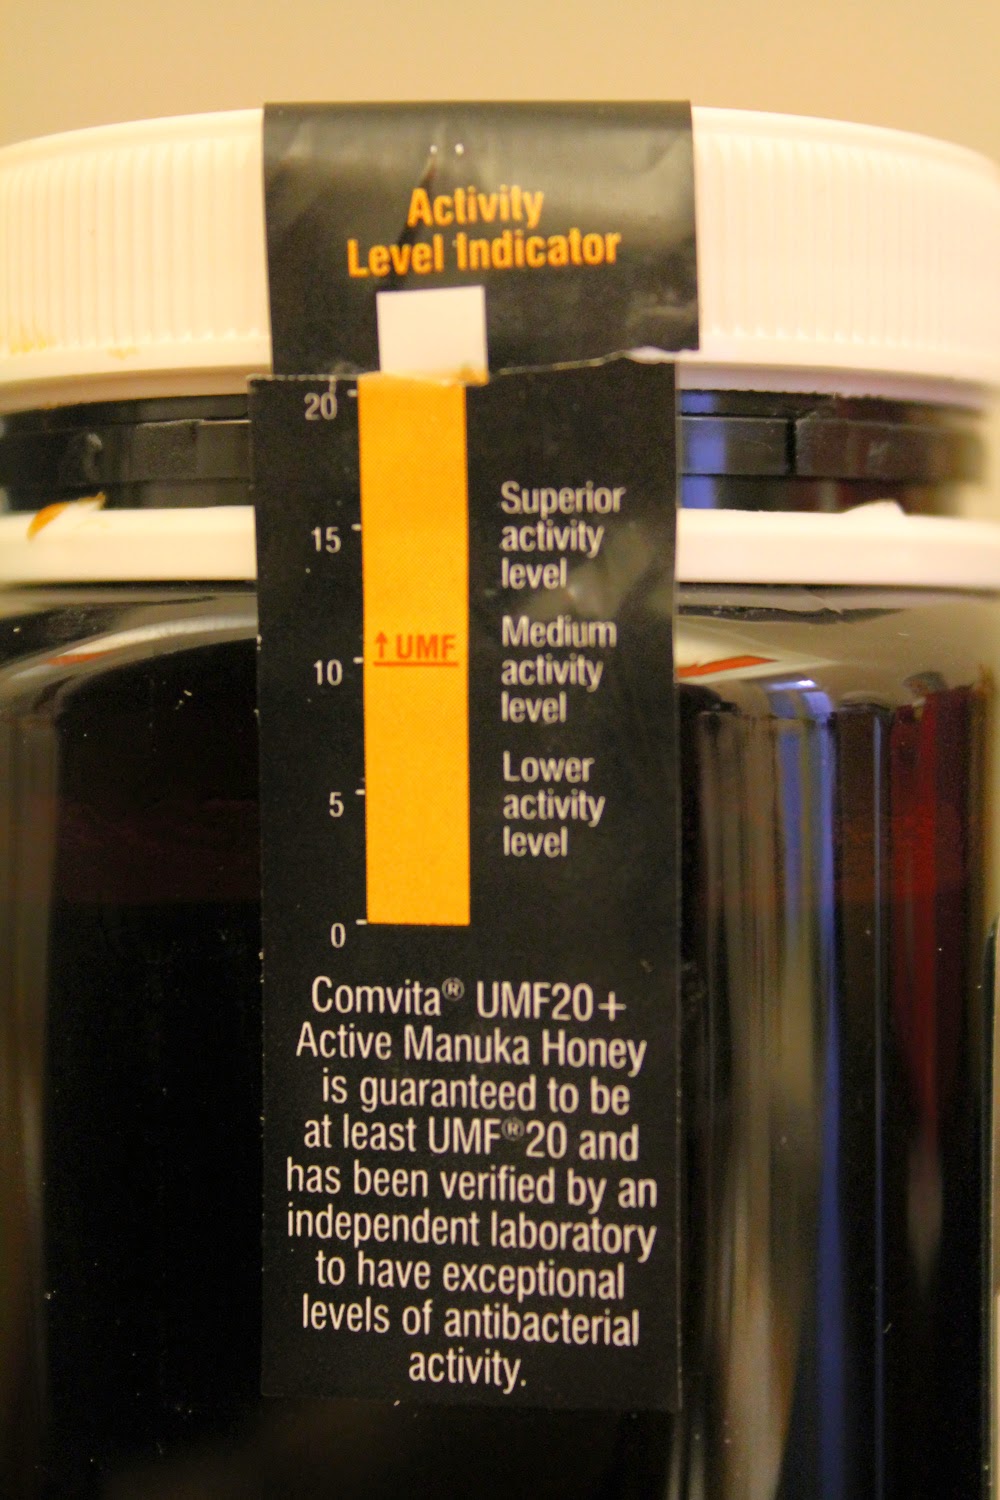 Activity
Level Indicator
20
15
10
5
0
↑ UMF
Superior
activity
level
Medium
activity
level
Lower
activity
level
Comvita® UMF20+
Active Manuka Honey
is guaranteed to be
at least UMF®20 and
has been verified by an
independent laboratory
to have exceptional
levels of antibacterial
activity.